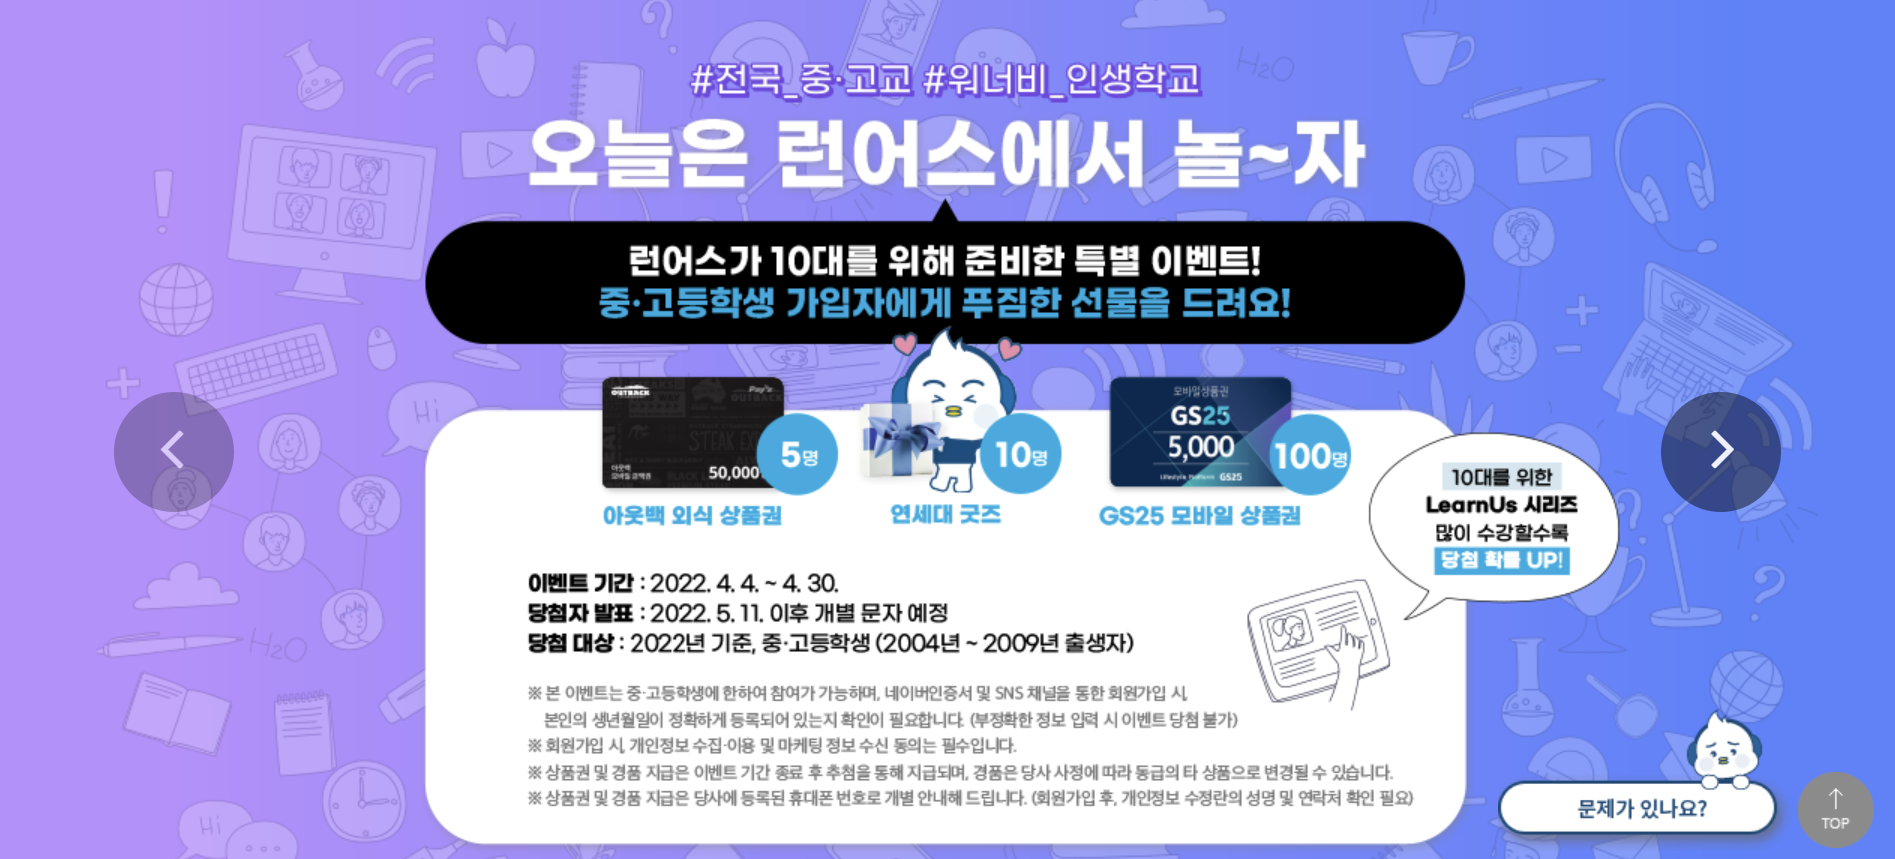 #전국_중·고교 #워너비_인생학교
오늘은 런어스에서 놀~자
런어스가 10대를 위해 준비한 특별 이벤트!
중·고등학생 가입자에게 푸짐한 선물을 드려요!
OUTBACK
Pay's
OUTBACK
아웃백
모바일 금액권
50,000
5명
아웃백 외식 상품권
10명
연세대 굿즈
모바일상품권
GS25
5,000
Lifestyle Platform GS25
100명
GS25 모바일 상품권
10대를 위한
LearnUs 시리즈
많이 수강할수록
당첨 확률 UP!
이벤트 기간 : 2022. 4. 4. ~ 4. 30.
당첨자 발표 : 2022. 5. 11. 이후 개별 문자 예정
당첨 대상 : 2022년 기준, 중·고등학생 (2004년 ~ 2009년 출생자)
※ 본 이벤트는 중·고등학생에 한하여 참여가 가능하며, 네이버인증서 및 SNS 채널을 통한 회원가입 시,
본인의 생년월일이 정확하게 등록되어 있는지 확인이 필요합니다. (부정확한 정보 입력 시 이벤트 당첨 불가)
※ 회원가입 시, 개인정보 수집·이용 및 마케팅 정보 수신 동의는 필수입니다.
※ 상품권 및 경품 지급은 이벤트 기간 종료 후 추첨을 통해 지급되며, 경품은 당사 사정에 따라 동급의 타 상품으로 변경될 수 있습니다.
※ 상품권 및 경품 지급은 당사에 등록된 휴대폰 번호로 개별 안내해 드립니다. (회원가입 후, 개인정보 수정란의 성명 및 연락처 확인 필요)
문제가 있나요?
TOP
H₂O
Hi
H₂O
Hi